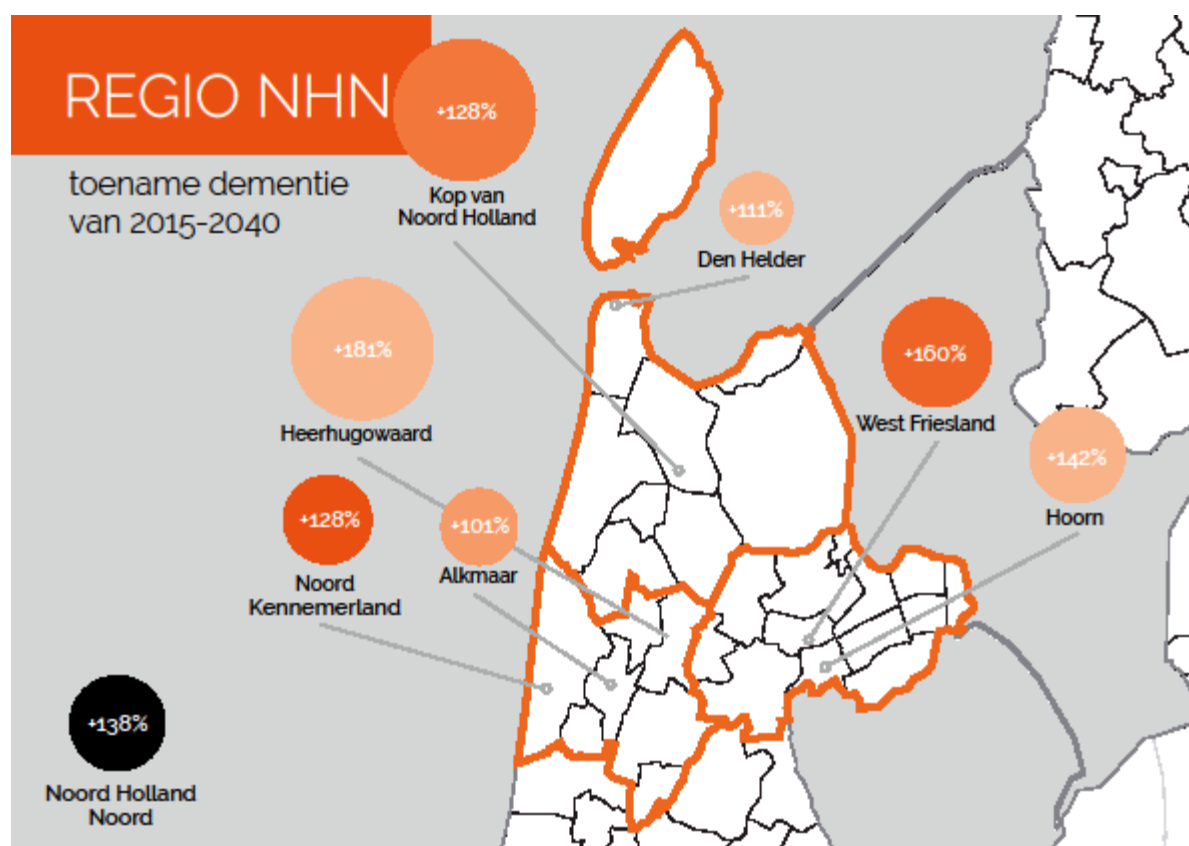 REGIO NHN
toename dementie
van 2015-2040
+128%
Kop van
Noord Holland
+111%
Den Helder
+181%
Heerhugowaard
+160%
West Friesland
+142%
Hoorn
+128%
Noord
Kennemerland
+101%
Alkmaar
+138%
Noord Holland
Noord